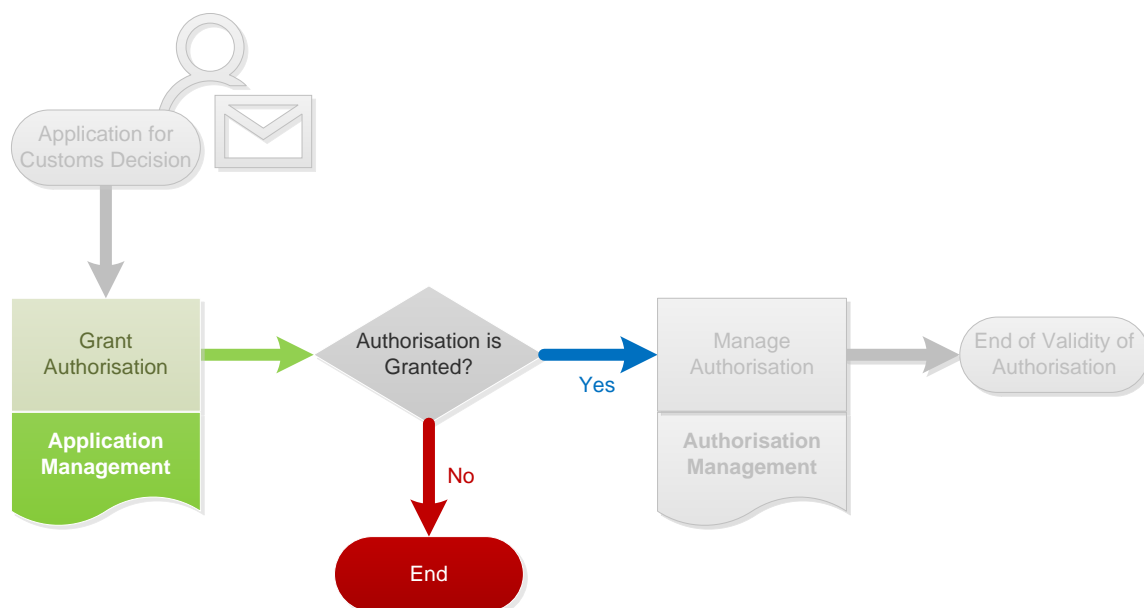 Application for
Customs Decision
Grant
Authorisation
Application
Management
Authorisation is
Granted?
Yes
No
End
Manage
Authorisation
Authorisation
Management
End of Validity of
Authorisation